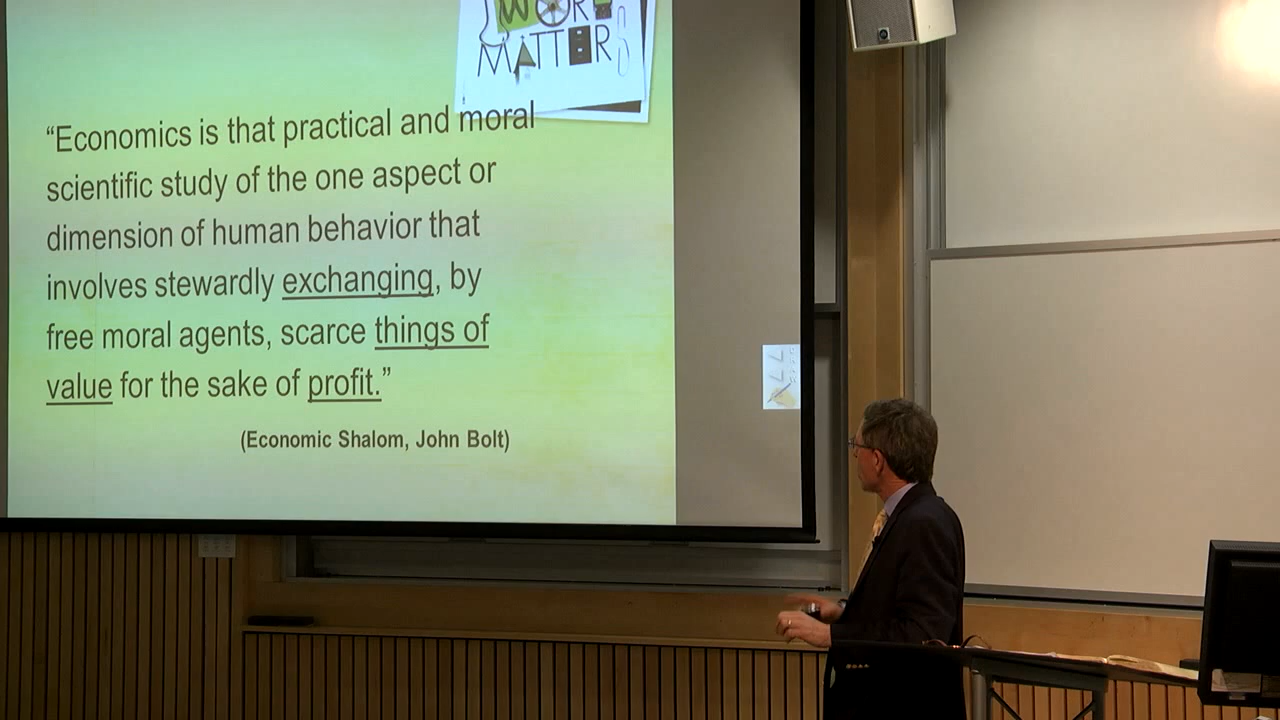 WORK
MATTERS
“Economics is that practical and moral
scientific study of the one aspect or
dimension of human behavior that
involves stewardly exchanging, by
free moral agents, scarce things of
value for the sake of profit.”
(Economic Shalom, John Bolt)